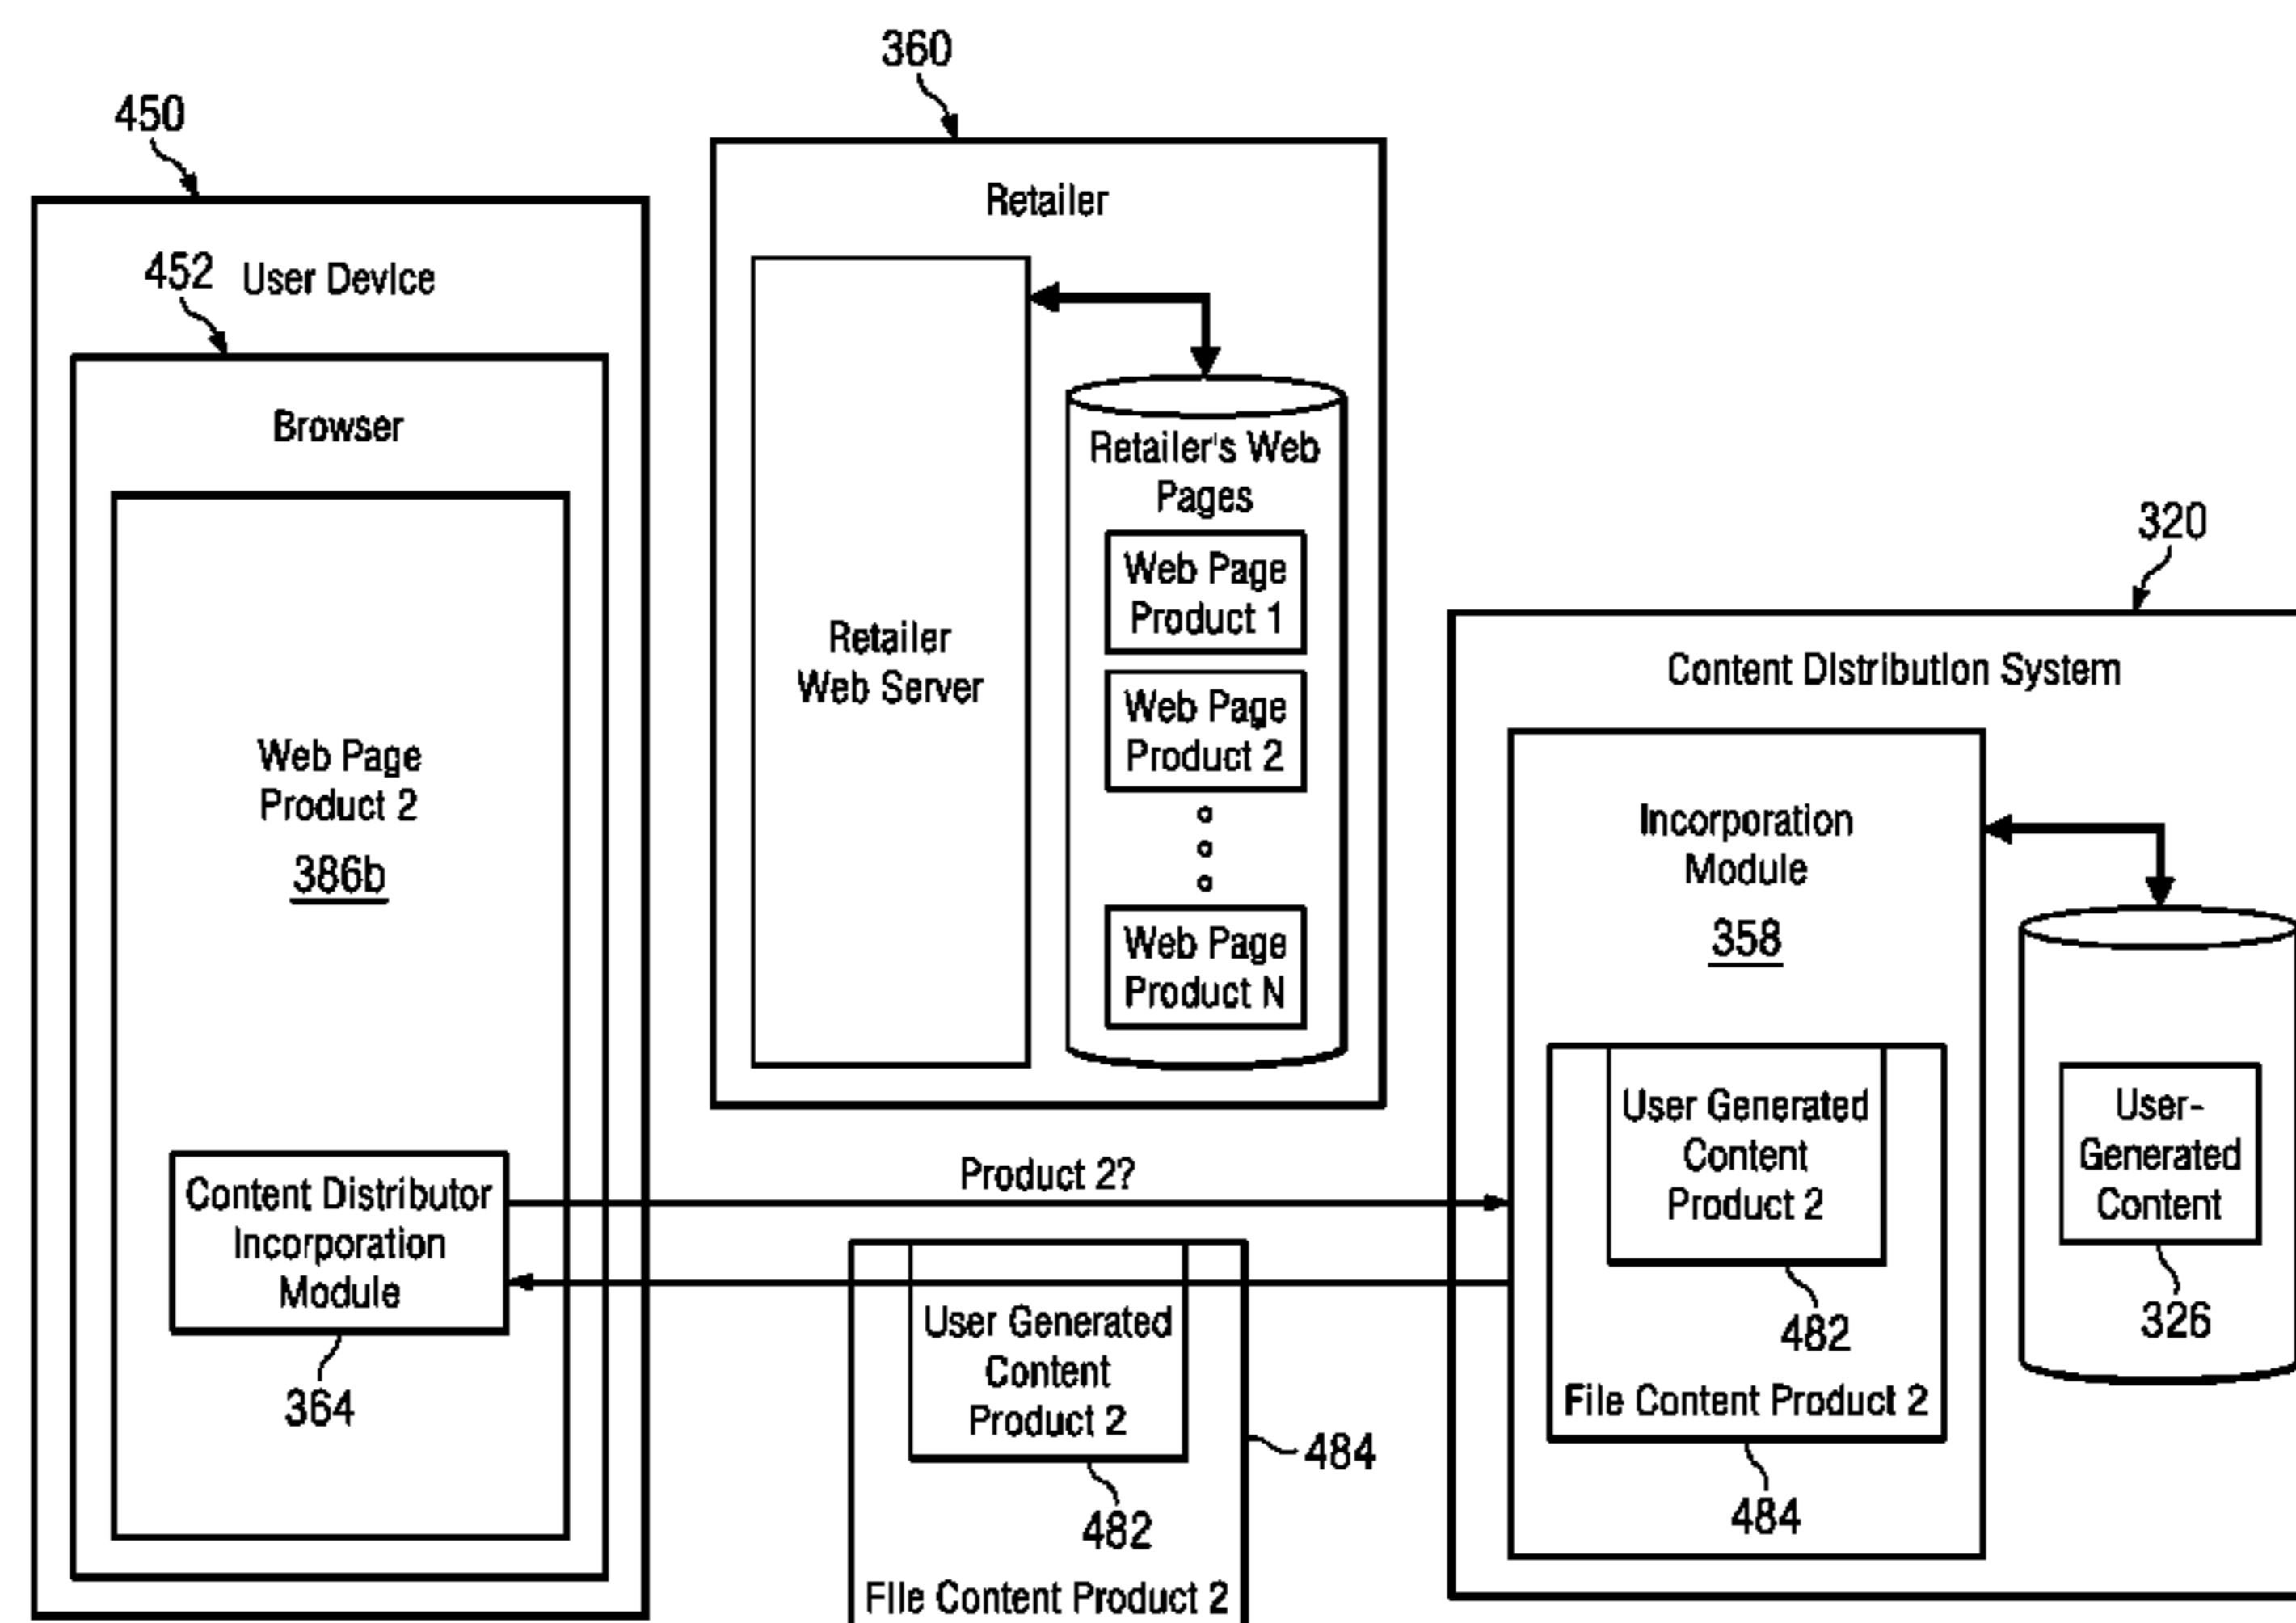 450
User Device
452
Browser
Web Page
Product 2
386b
Content Distributor
Incorporation
Module
364
360
Retailer
Retailer
Web Server
Retailer's Web
Pages
Web Page
Product 1
Web Page
Product 2
Web Page
Product N
Product 2?
User Generated
Content
Product 2
482
484
File Content Product 2
320
Content Distribution System
Incorporation
Module
358
User Generated
Content
Product 2
482
File Content Product 2
484
User-
Generated
Content
326